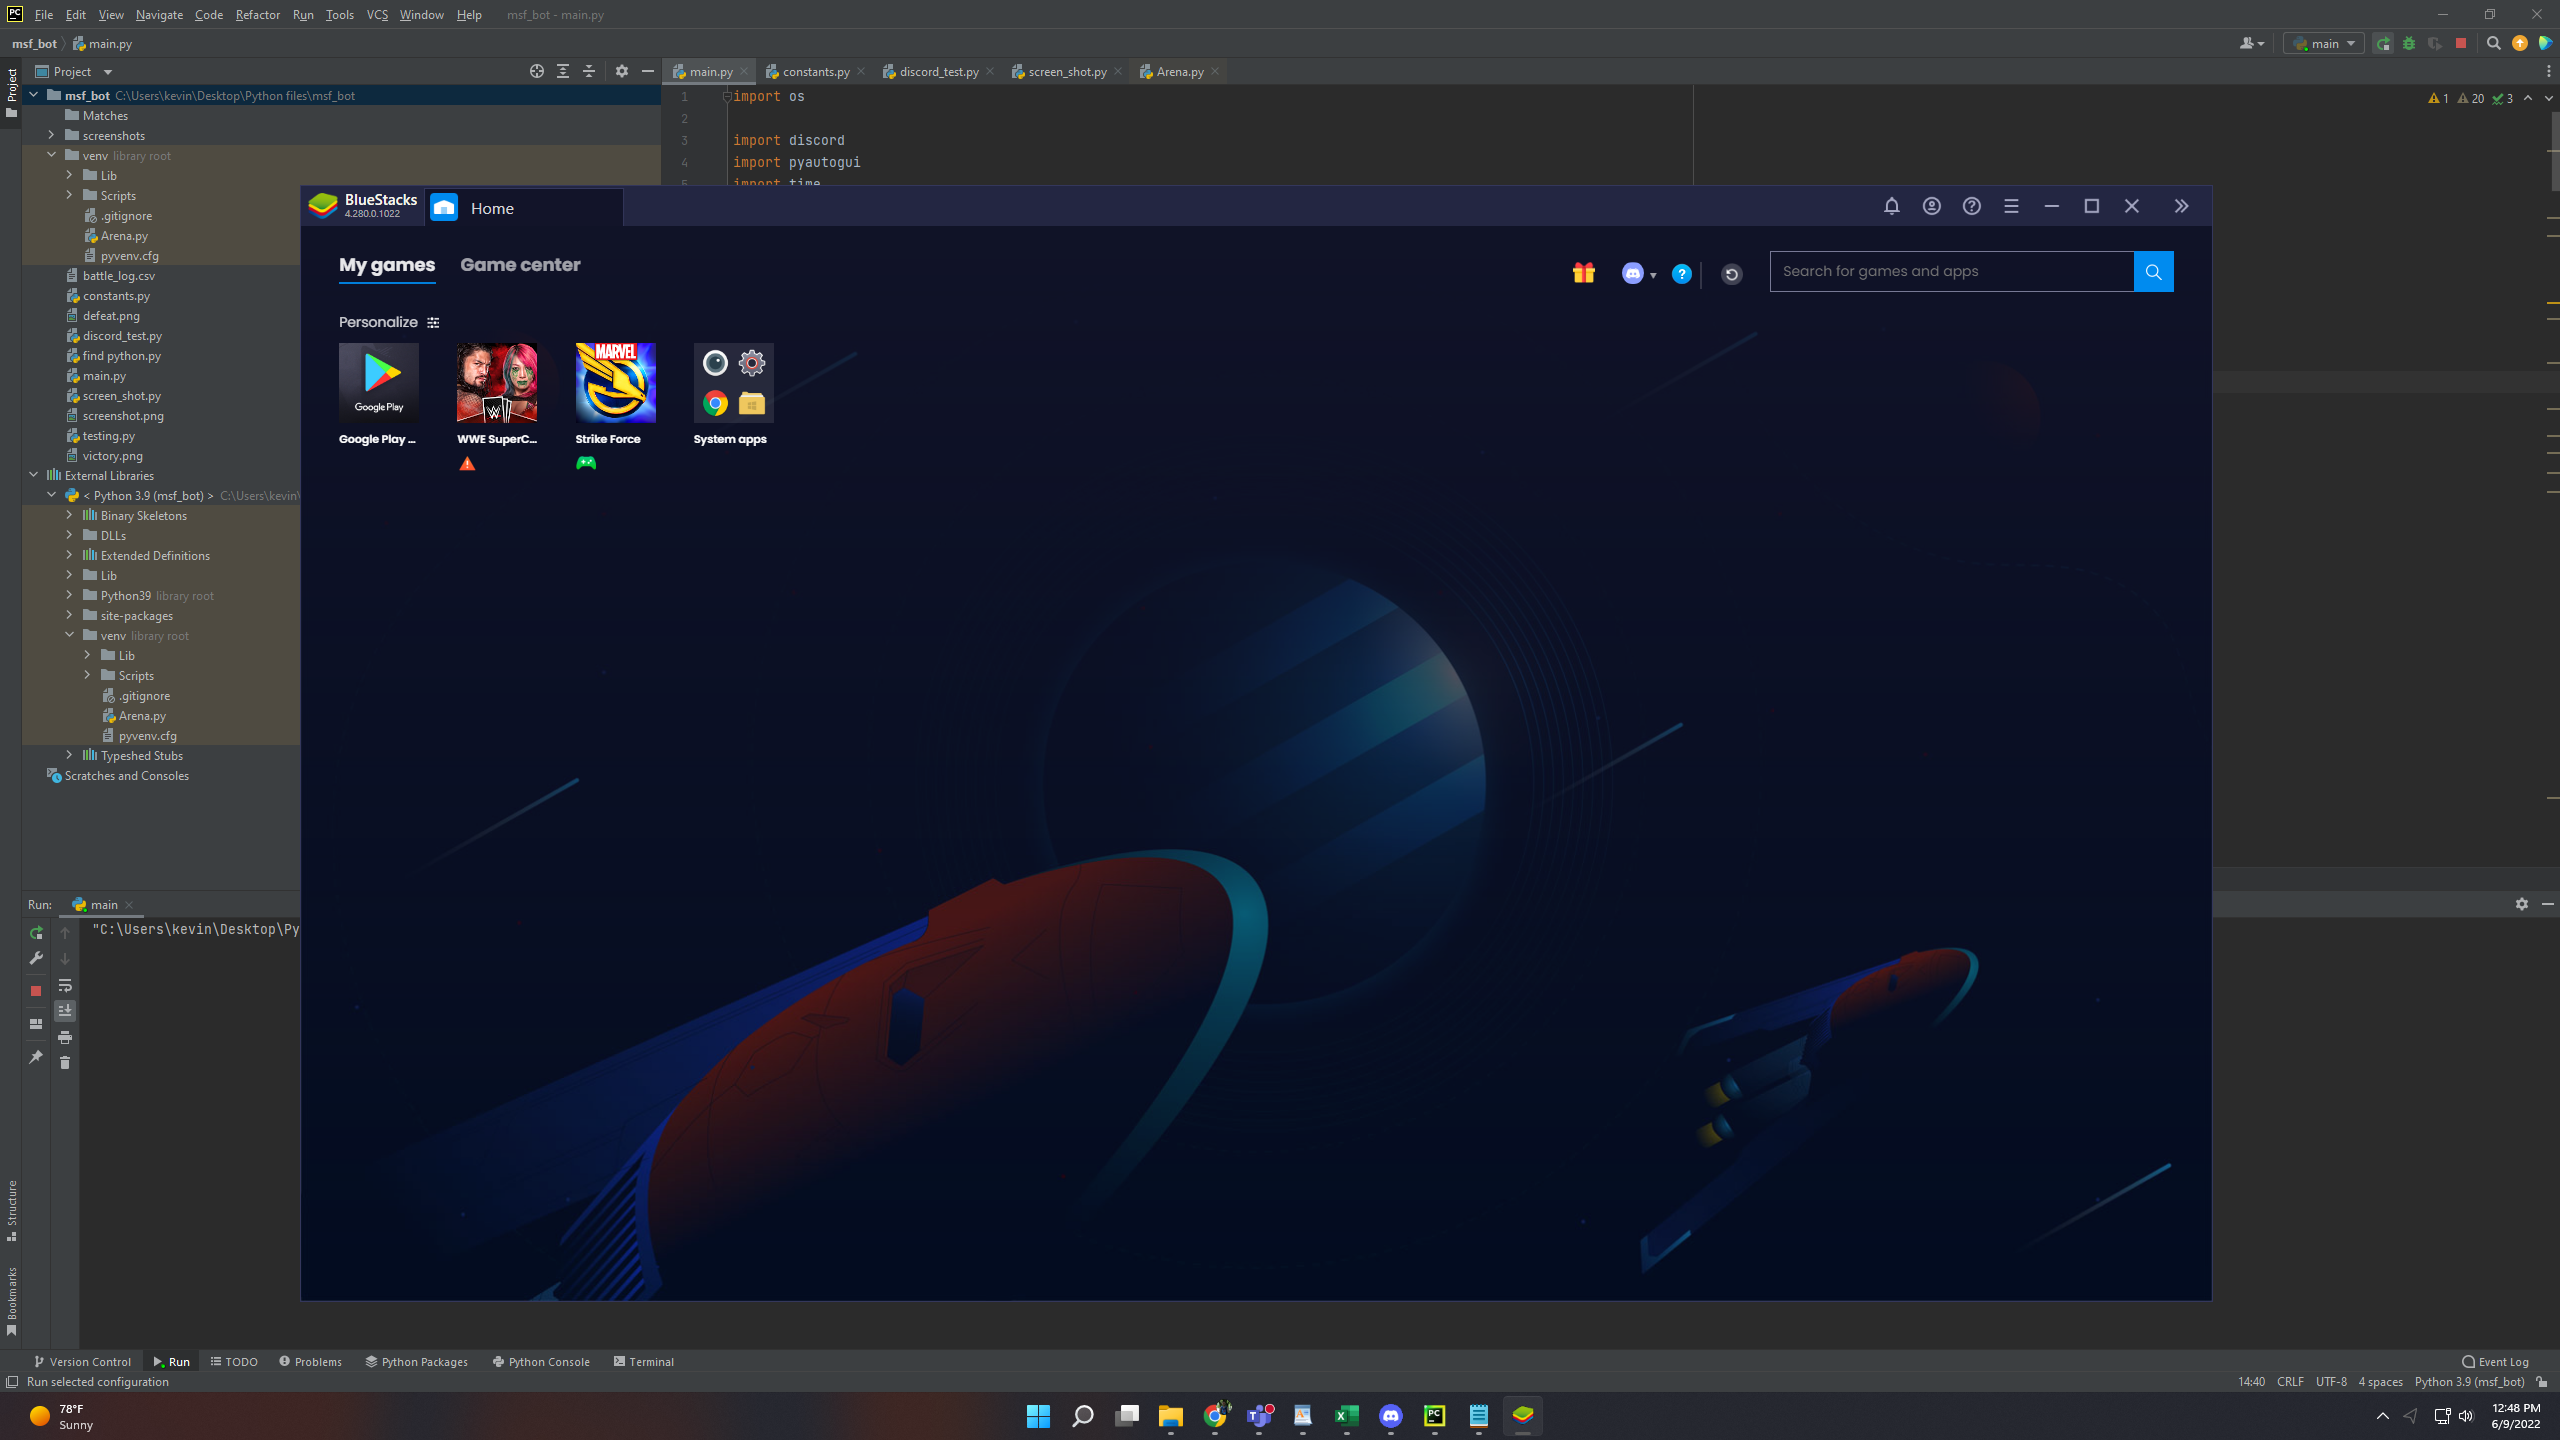 PC File Edit View Navigate Code Refactor Run Tools VCS Window Help msf_bot - main.py
msf_bot main.py
main
Project
Project
main.py constants.py discord_test.py screen_shot.py Arena.py
msf_bot C:\Users\kevin\Desktop\Python files\msf_bot
Matches
screenshots
venv library root
Lib
Scripts
.gitignore
Arena.py
pyvenv.cfg
battle_log.csv
constants.py
defeat.png
discord_test.py
find python.py
main.py
screen_shot.py
screenshot.png
testing.py
victory.png
External Libraries
< Python 3.9 (msf_bot) > C:\Users\kevin\
Binary Skeletons
DLLs
Extended Definitions
Lib
Python39 library root
site-packages
venv library root
Lib
Scripts
.gitignore
Arena.py
pyvenv.cfg
Typeshed Stubs
Scratches and Consoles
1 import os
2
3 import discord
4 import pyautogui
5 import time
1 20 3
BlueStacks
4.280.0.1022
Home
My games Game center
Search for games and apps
Personalize
Google Play
MARVEL
Google Play ...
WWE SuperC...
Strike Force
System apps
Run: main
"C:\Users\kevin\Desktop\Py
Structure
Bookmarks
Version Control Run TODO Problems Python Packages Python Console Terminal Event Log
Run selected configuration 14:40 CRLF UTF-8 4 spaces Python 3.9 (msf_bot)
78°F
Sunny
12:48 PM
6/9/2022